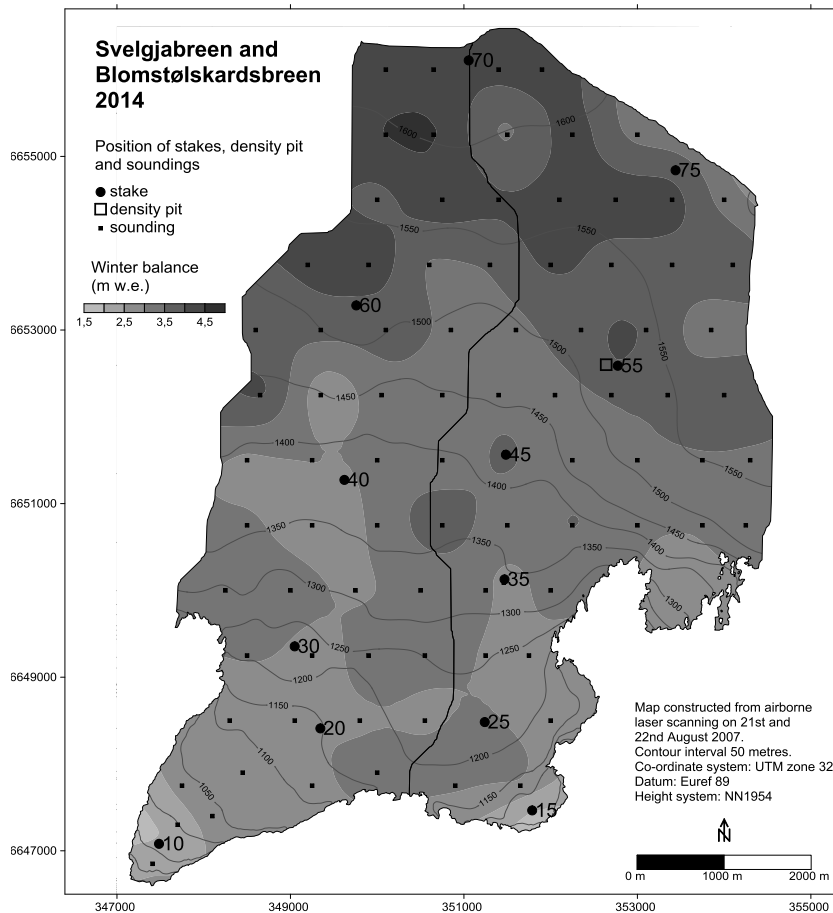 Svelgjabreen and
Blomstølskardsbreen
2014
Position of stakes, density pit
and soundings
stake
density pit
sounding
Winter balance
(m w.e.)
1,5 2,5 3,5 4,5
70
1600 1600
75
1550 1550
60
1500 1500
1550
55
1450 1450
45
1400
40
1400
1550
1500
1450
1350 1350 1350
1400
35
1300 1300 1300
30
1250 1250
1200
1150
20 25
1100 1200
1050
1150
15
10
6655000
6653000
6651000
6649000
6647000
Map constructed from airborne
laser scanning on 21st and
22nd August 2007.
Contour interval 50 metres.
Co-ordinate system: UTM zone 32
Datum: Euref 89
Height system: NN1954
N
0 m 1000 m 2000 m
347000 349000 351000 353000 355000